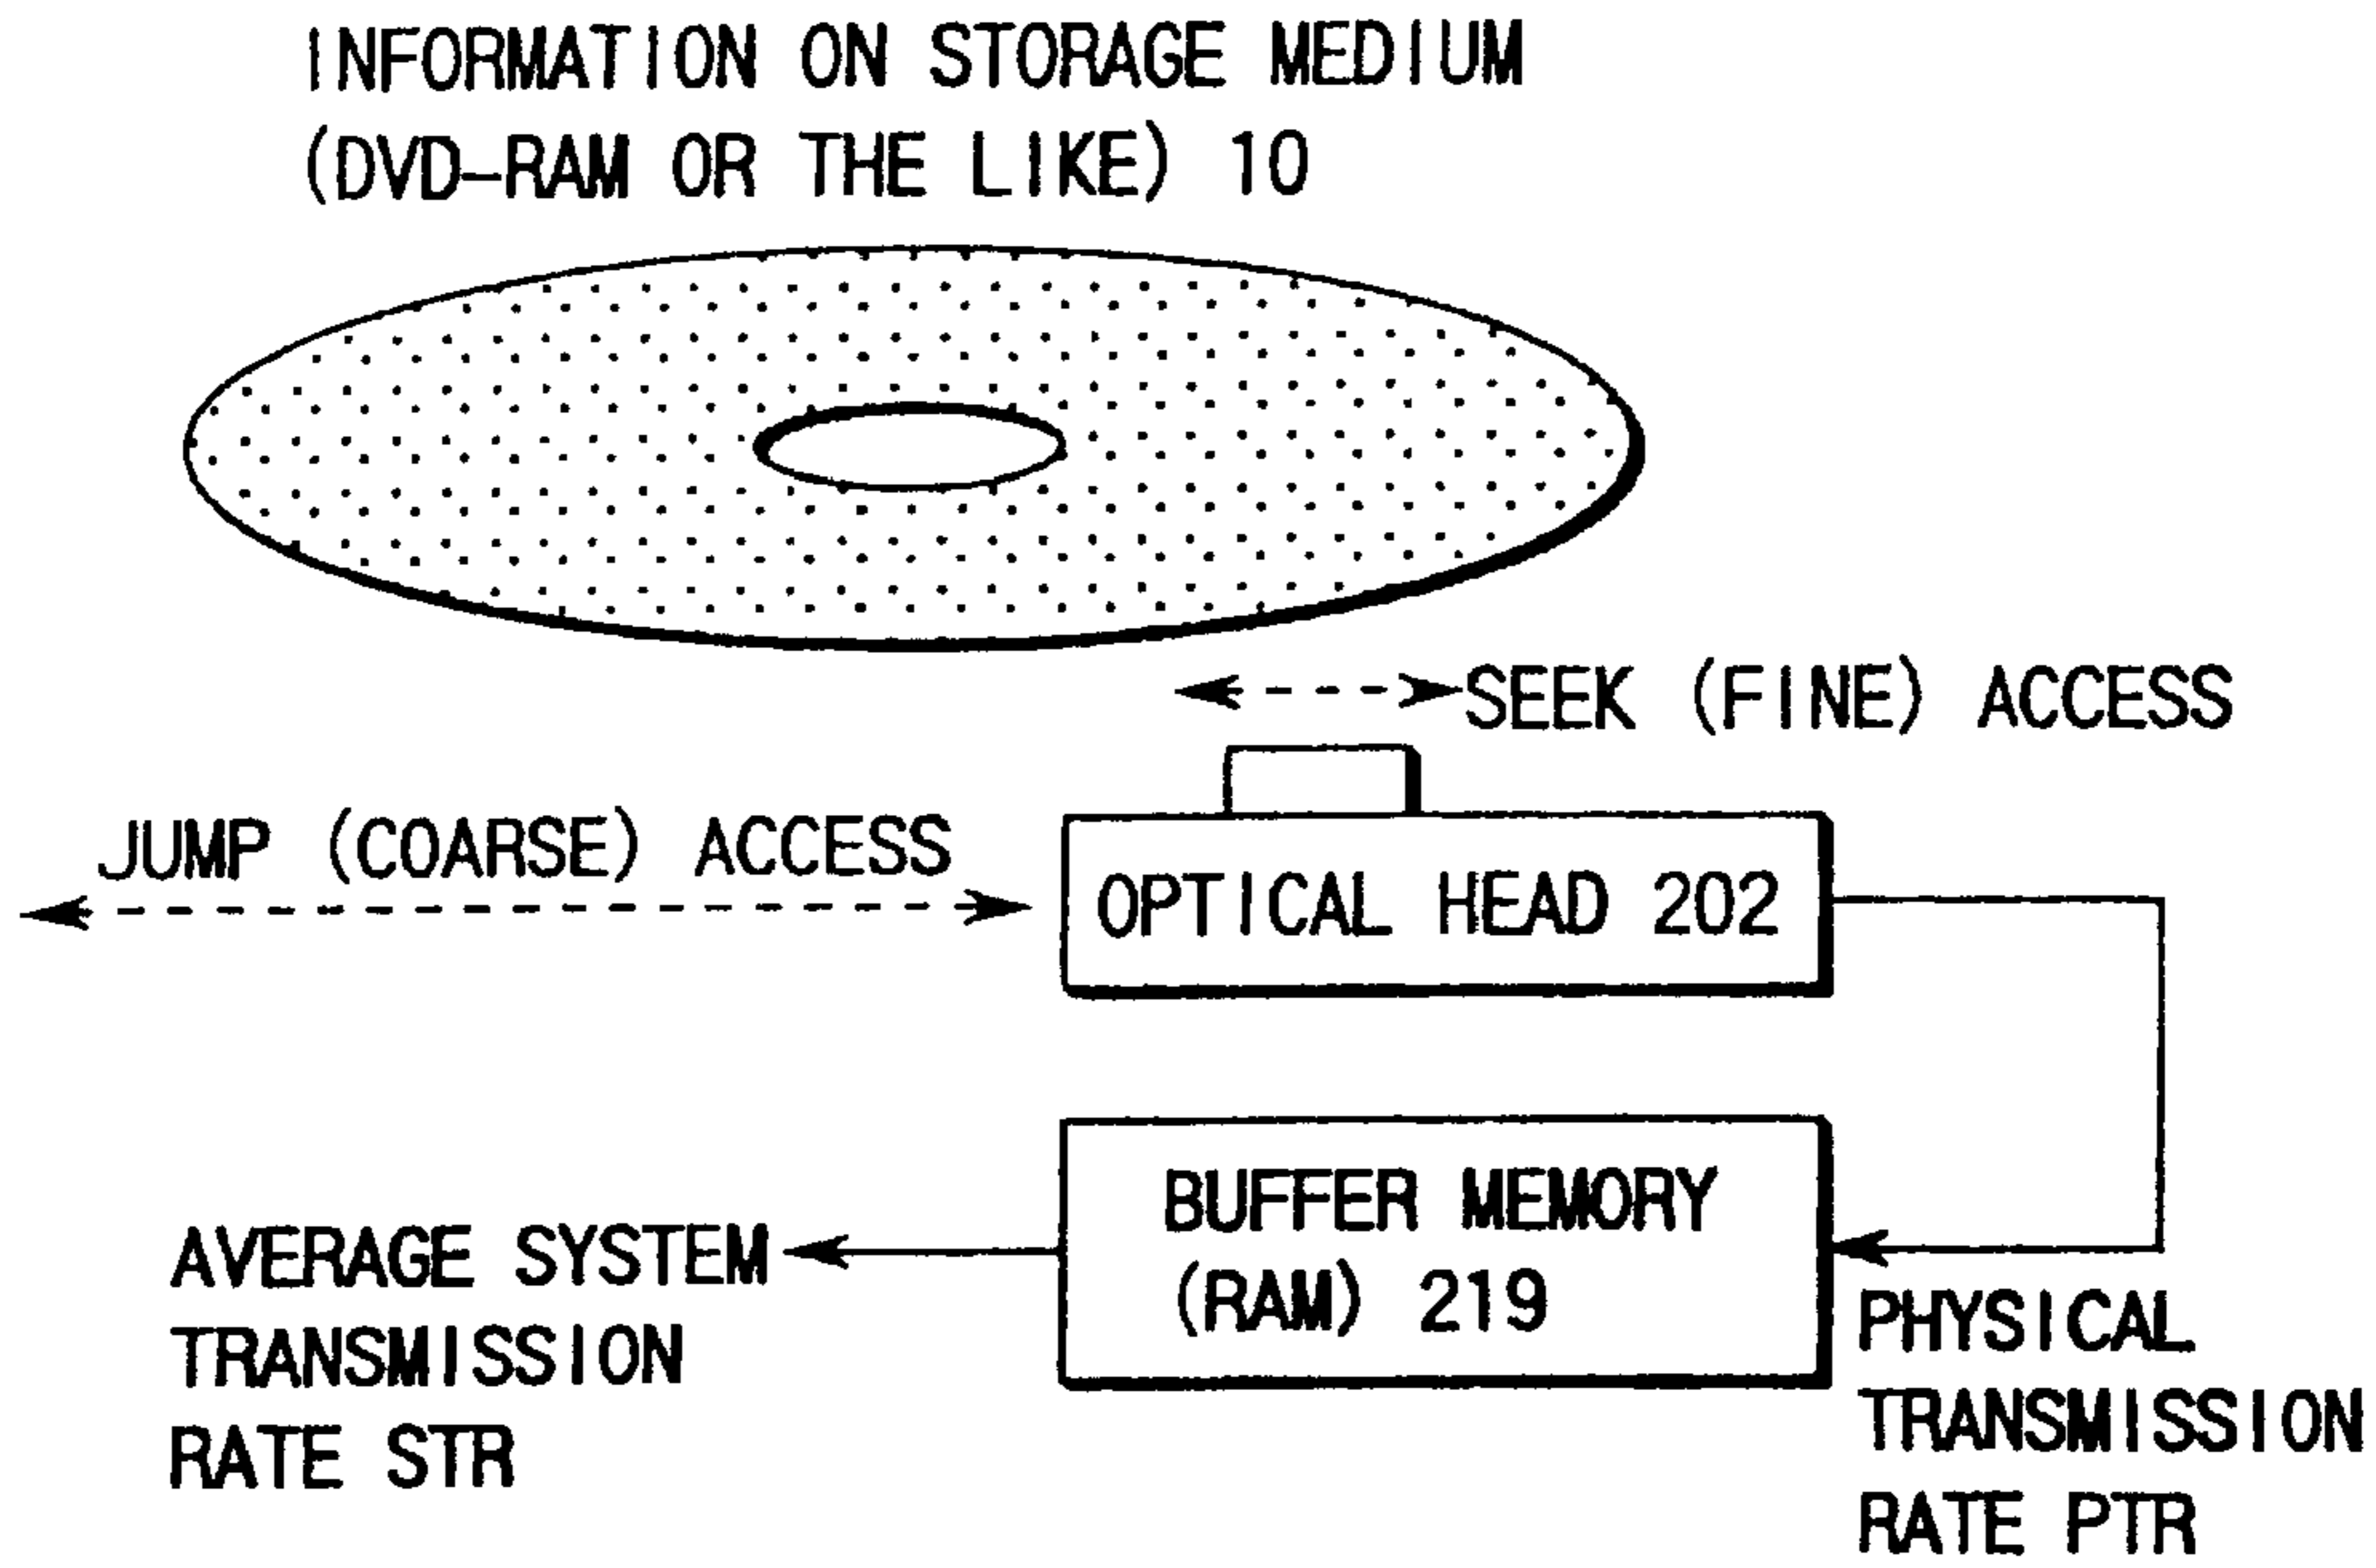 INFORMATION ON STORAGE MEDIUM
(DVD-RAM OR THE LIKE) 10
SEEK (FINE) ACCESS
JUMP (COARSE) ACCESS
OPTICAL HEAD 202
BUFFER MEMORY
(RAM) 219
AVERAGE SYSTEM
TRANSMISSION
RATE STR
PHYSICAL
TRANSMISSION
RATE PTR